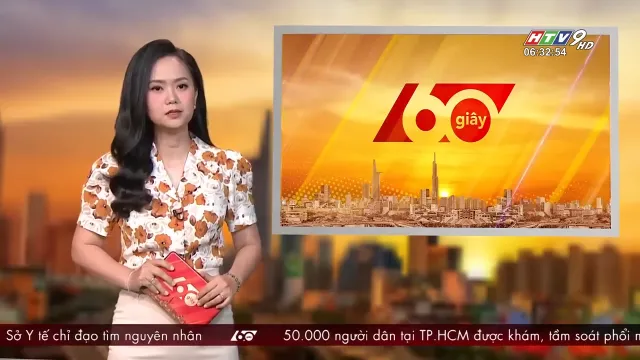 HTV9 HD
06:32:54
60 giây
Sở Y tế chỉ đạo tìm nguyên nhân
60
50.000 người dân tại TP.HCM được khám, tầm soát phổi